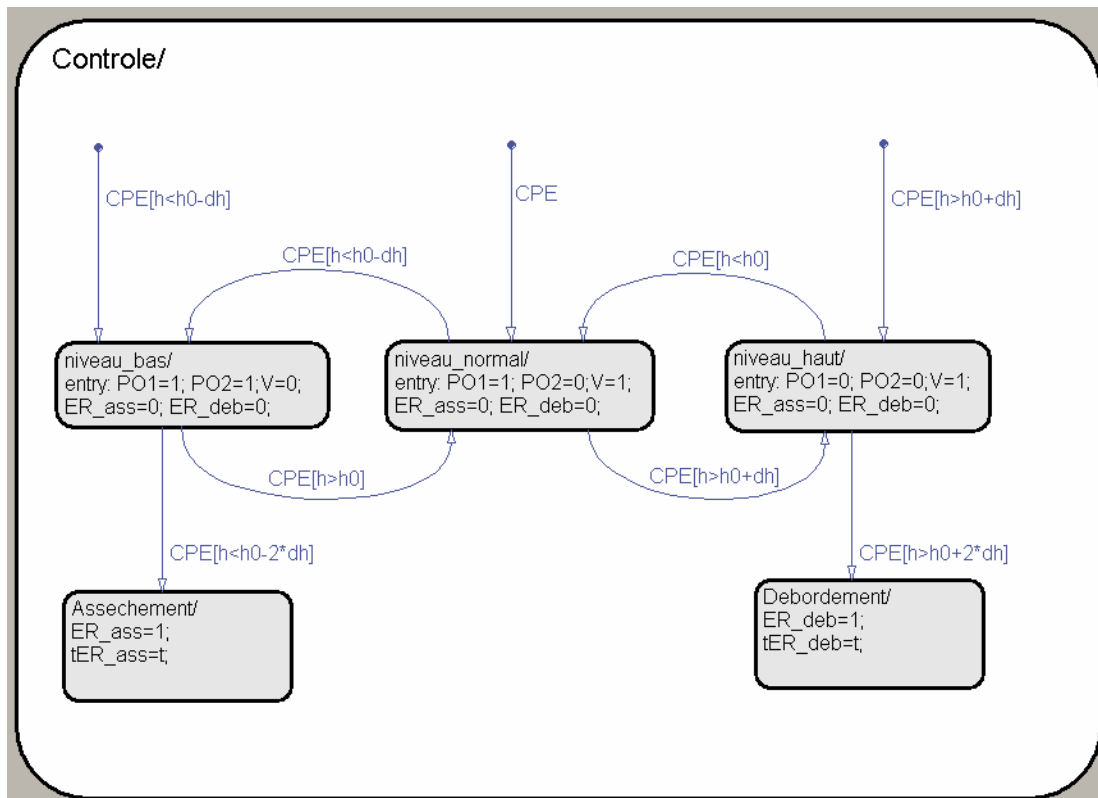 Controle/
CPE[h<h0-dh]
CPE
CPE[h>h0+dh]
CPE[h<h0-dh]
CPE[h<h0]
niveau_bas/
entry: PO1=1; PO2=1;V=0;
ER_ass=0; ER_deb=0;
niveau_normal/
entry: PO1=1; PO2=0;V=1;
ER_ass=0; ER_deb=0;
niveau_haut/
entry: PO1=0; PO2=0;V=1;
ER_ass=0; ER_deb=0;
CPE[h>h0]
CPE[h>h0+dh]
CPE[h<h0-2*dh]
CPE[h>h0+2*dh]
Assechement/
ER_ass=1;
tER_ass=t;
Debordement/
ER_deb=1;
tER_deb=t;